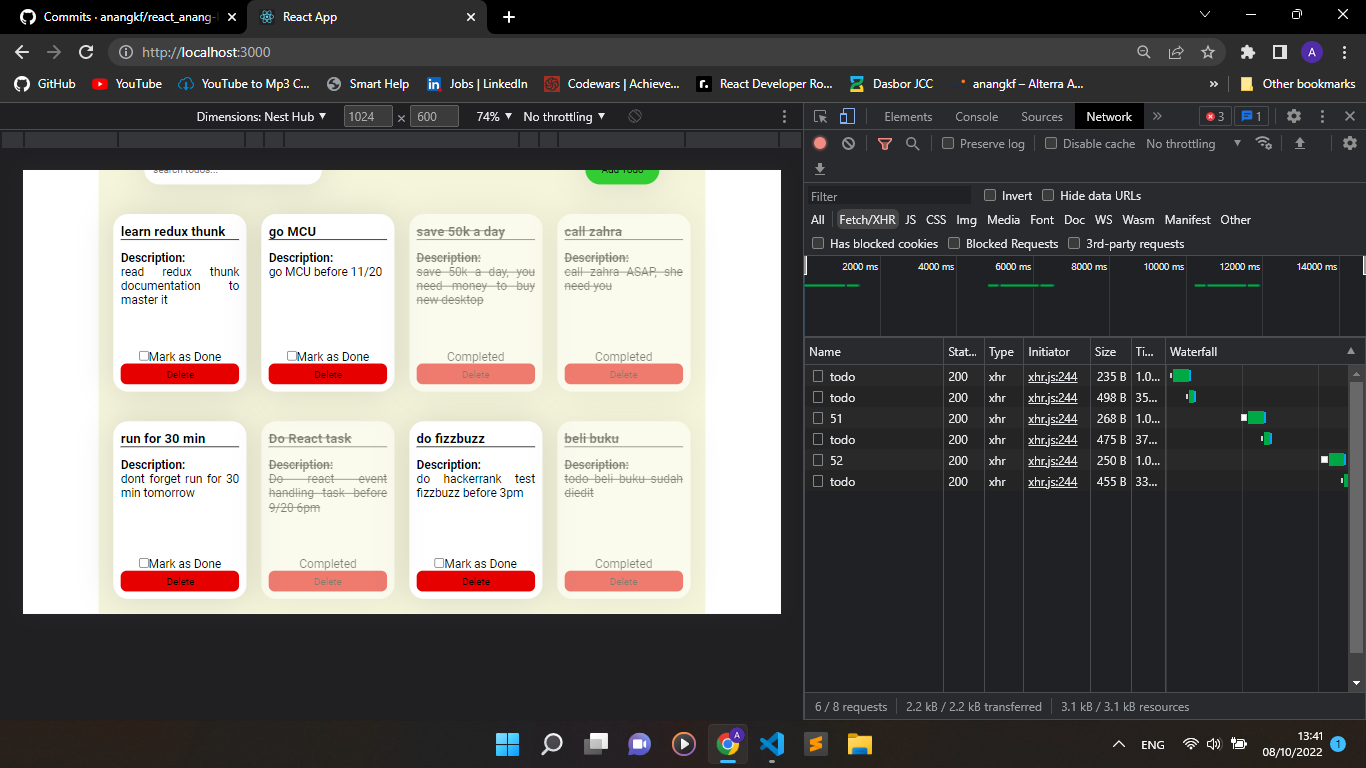 Commits · anangkf/react_anang-
React App
http://localhost:3000
A
GitHub
YouTube
YouTube to Mp3 C...
Smart Help
Jobs | LinkedIn
Codewars | Achieve...
React Developer Ro...
Dasbor JCC
anangkf – Alterra A...
»
Other bookmarks
Dimensions: Nest Hub
1024
×
600
74%
No throttling
Elements
Console
Sources
Network
»
3
1
Preserve log
Disable cache
No throttling
Filter
Invert
Hide data URLs
All
Fetch/XHR
JS
CSS
Img
Media
Font
Doc
WS
Wasm
Manifest
Other
Has blocked cookies
Blocked Requests
3rd-party requests
2000 ms
4000 ms
6000 ms
8000 ms
10000 ms
12000 ms
14000 ms
Name
Stat...
Type
Initiator
Size
Ti...
Waterfall
todo 200 xhr xhr.js:244 235 B 1.0...
todo 200 xhr xhr.js:244 498 B 35...
51 200 xhr xhr.js:244 268 B 1.0...
todo 200 xhr xhr.js:244 475 B 37...
52 200 xhr xhr.js:244 250 B 1.0...
todo 200 xhr xhr.js:244 455 B 33...
6 / 8 requests
2.2 kB / 2.2 kB transferred
3.1 kB / 3.1 kB resources
search todos...
Add Todo
learn redux thunk
Description:
read redux thunk
documentation to
master it
Mark as Done
Delete
go MCU
Description:
go MCU before 11/20
Mark as Done
Delete
save 50k a day
Description:
save 50k a day, you
need money to buy
new desktop
Completed
Delete
call zahra
Description:
call zahra ASAP, she
need you
Completed
Delete
run for 30 min
Description:
dont forget run for 30
min tomorrow
Mark as Done
Delete
Do React task
Description:
Do react event
handling task before
9/20 6pm
Completed
Delete
do fizzbuzz
Description:
do hackerrank test
fizzbuzz before 3pm
Mark as Done
Delete
beli buku
Description:
todo beli buku sudah
diedit
Completed
Delete
A
ENG
13:41
08/10/2022
1